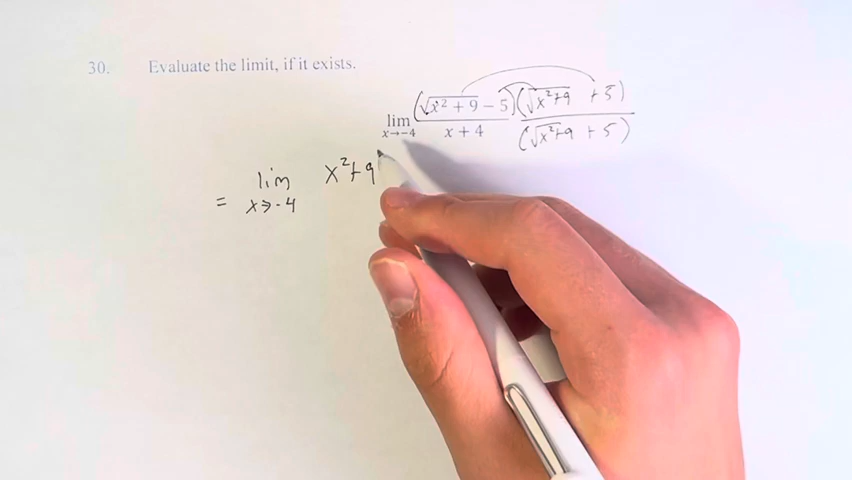 30. Evaluate the limit, if it exists.
lim x→-4 (√x²+9 - 5)/(x + 4) (√x²+9 + 5)/(√x²+9 + 5)
= lim x→-4 x²+9